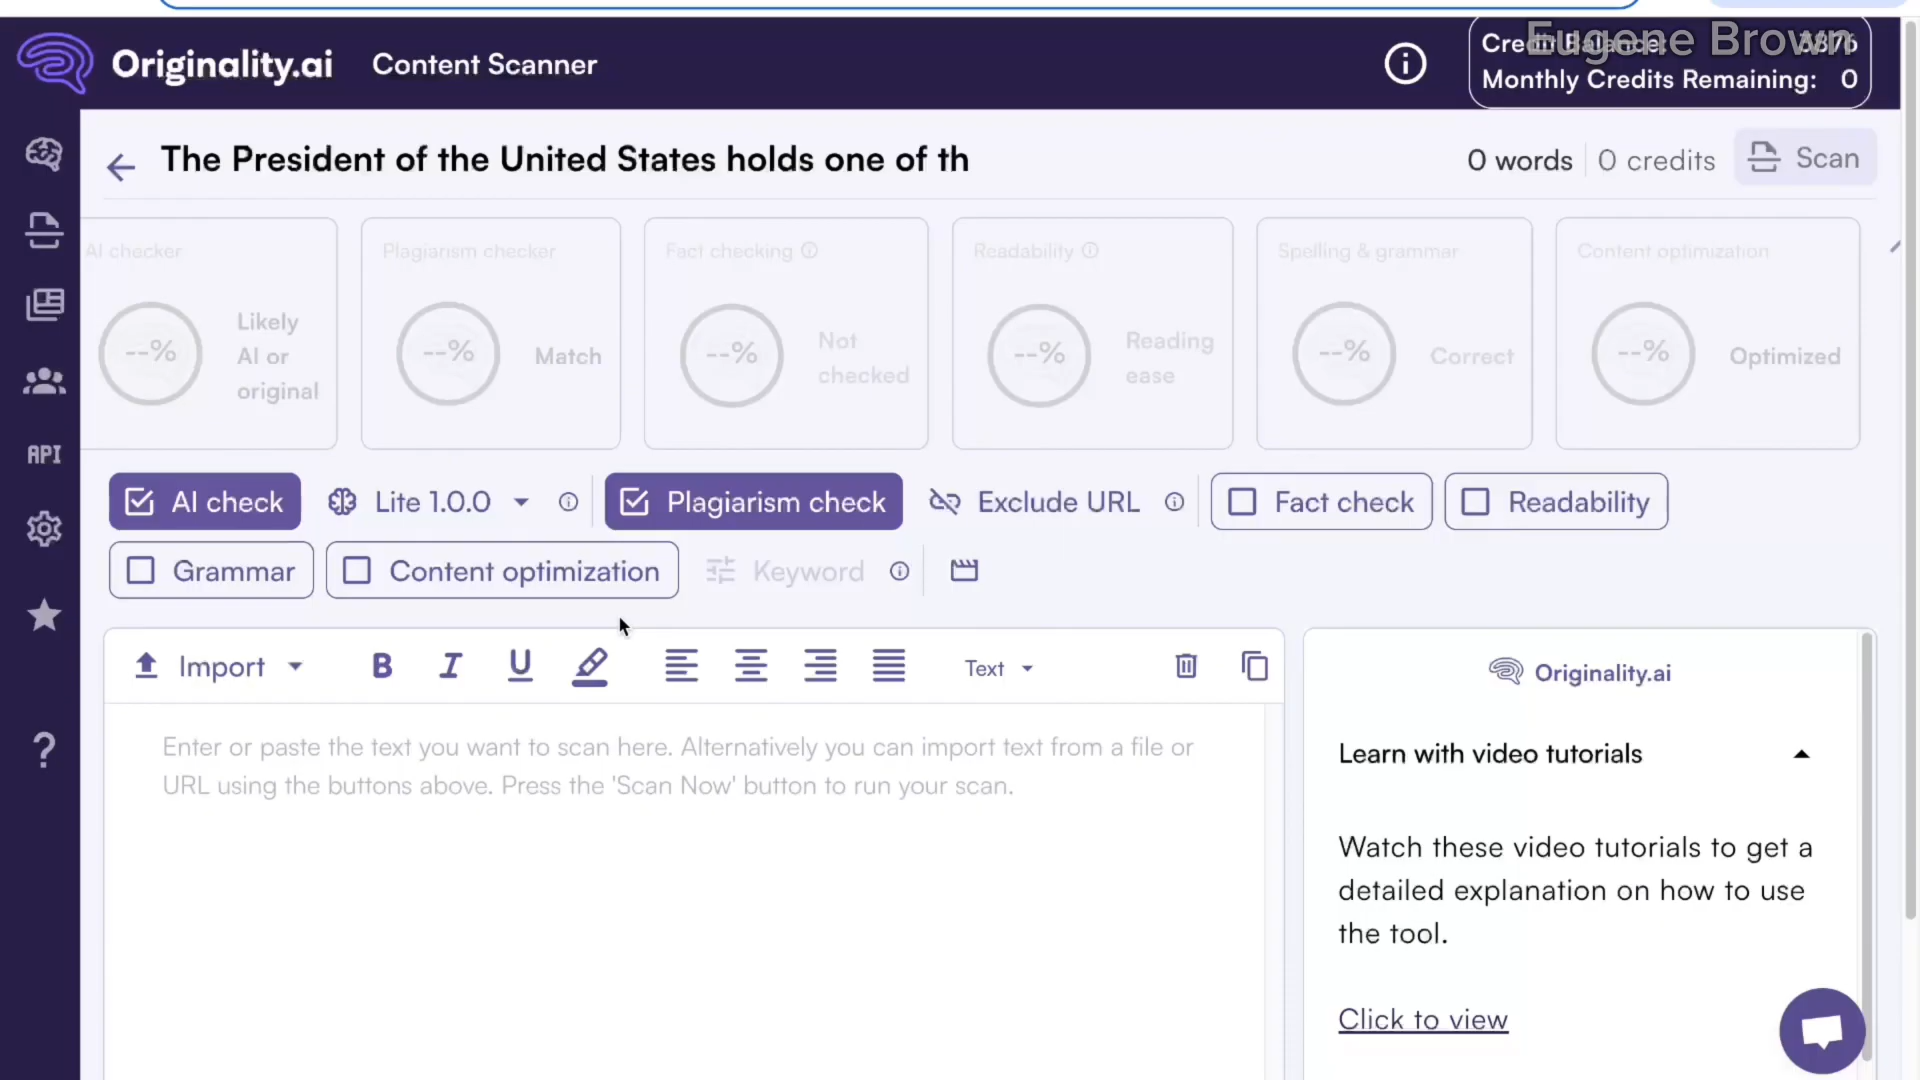 Eugene Brown
Originality.ai
Content Scanner
Credit Balance:
Monthly Credits Remaining: 0
The President of the United States holds one of th
0 words
0 credits
Scan
AI checker
--%
Likely
AI or
original
Plagiarism checker
--%
Match
Fact checking
--%
Not
checked
Readability
--%
Reading
ease
Spelling & grammar
--%
Correct
Content optimization
--%
Optimized
API
AI check
Lite 1.0.0
Plagiarism check
Exclude URL
Fact check
Readability
Grammar
Content optimization
Keyword
Import
B I U
Text
Enter or paste the text you want to scan here. Alternatively you can import text from a file or
URL using the buttons above. Press the 'Scan Now' button to run your scan.
Originality.ai
Learn with video tutorials
Watch these video tutorials to get a
detailed explanation on how to use
the tool.
Click to view